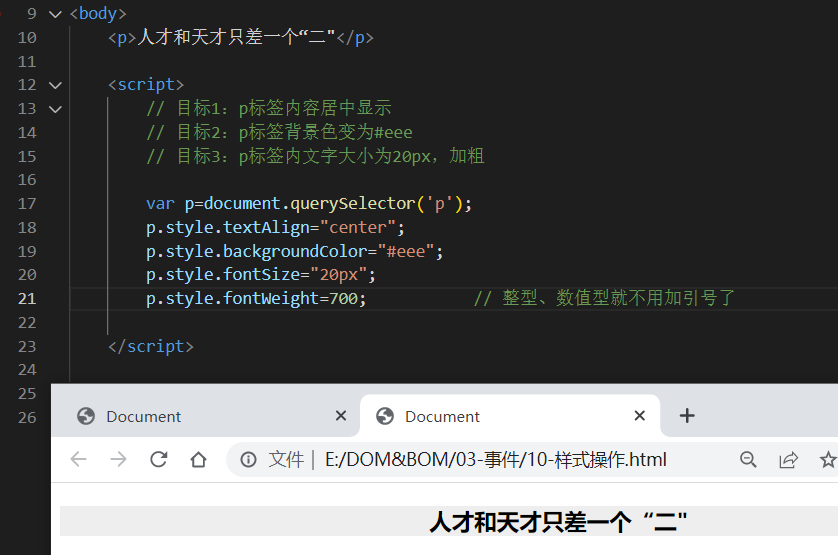 9 <body>
10 <p>人才和天才只差一个“二"</p>
11
12 <script>
13 // 目标1：p标签内容居中显示
14 // 目标2：p标签背景色变为#eee
15 // 目标3：p标签内文字大小为20px，加粗
16
17 var p=document.querySelector('p');
18 p.style.textAlign="center";
19 p.style.backgroundColor="#eee";
20 p.style.fontSize="20px";
21 p.style.fontWeight=700; // 整型、数值型就不用加引号了
22
23 </script>
24
25
26
Document Document
文件 E:/DOM&BOM/03-事件/10-样式操作.html
人才和天才只差一个“二"